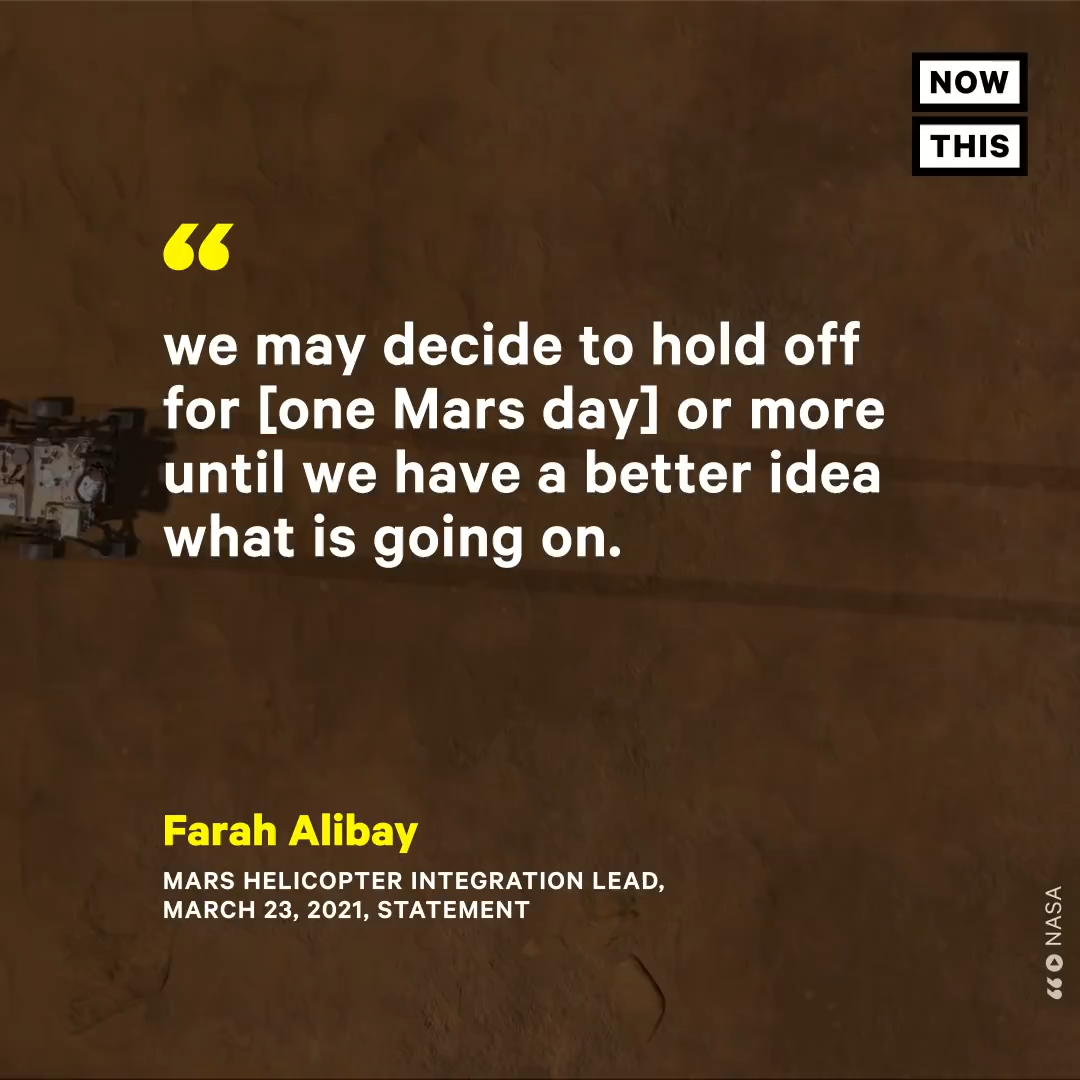 NOW
THIS
“
we may decide to hold off
for [one Mars day] or more
until we have a better idea
what is going on.
Farah Alibay
MARS HELICOPTER INTEGRATION LEAD,
MARCH 23, 2021, STATEMENT
NASA